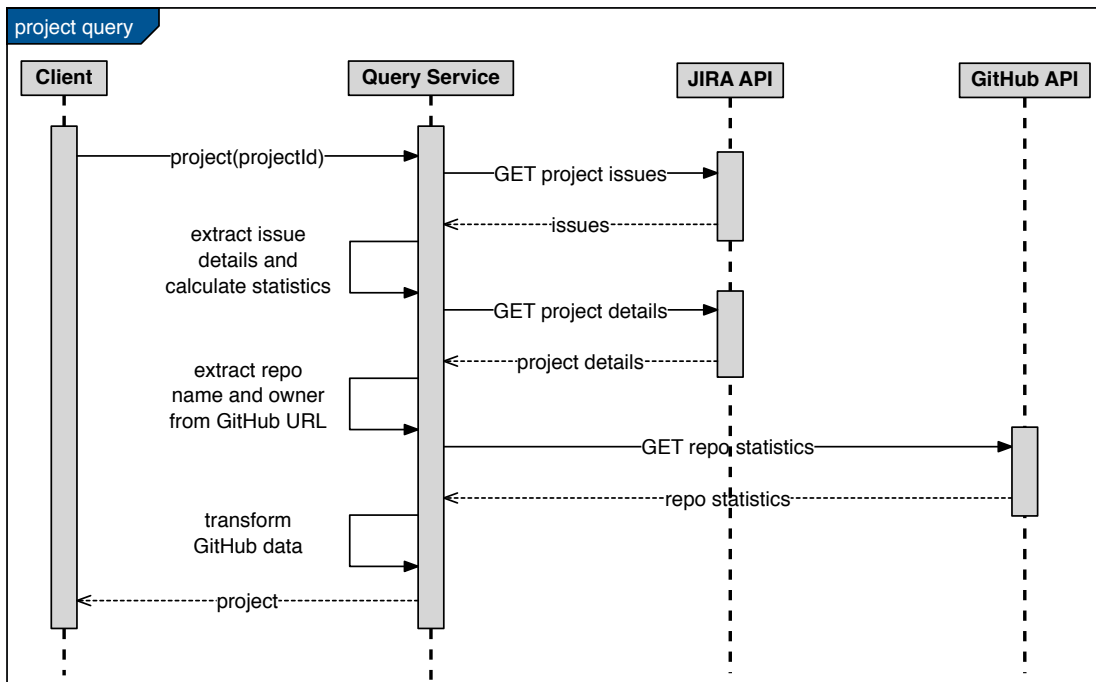 project query
Client
Query Service
JIRA API
GitHub API
project(projectId)
GET project issues
issues
extract issue
details and
calculate statistics
GET project details
project details
extract repo
name and owner
from GitHub URL
GET repo statistics
repo statistics
transform
GitHub data
project